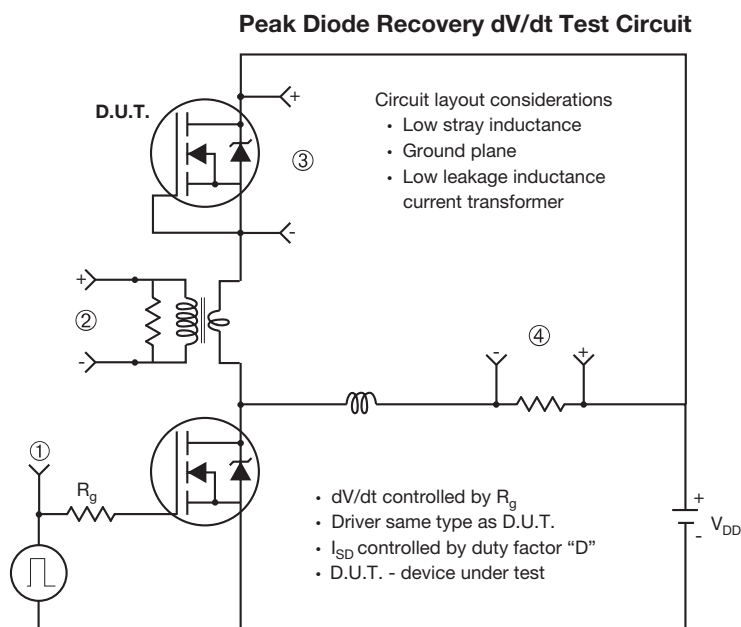 Peak Diode Recovery dV/dt Test Circuit
D.U.T.
+
-
③
Circuit layout considerations
• Low stray inductance
• Ground plane
• Low leakage inductance
current transformer
+
②
-
-
④
+
①
Rg
• dV/dt controlled by Rg
• Driver same type as D.U.T.
• ISD controlled by duty factor “D”
• D.U.T. - device under test
+
-
VDD